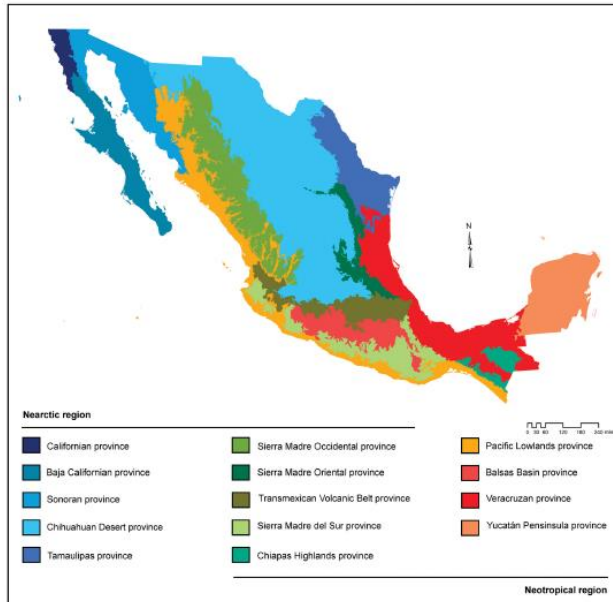 N
Nearctic region
Californian province
Baja Californian province
Sonoran province
Chihuahuan Desert province
Tamaulipas province
Sierra Madre Occidental province
Sierra Madre Oriental province
Transmexican Volcanic Belt province
Sierra Madre del Sur province
Chiapas Highlands province
Pacific Lowlands province
Balsas Basin province
Veracruzan province
Yucatán Pensinsula province
Neotropical region